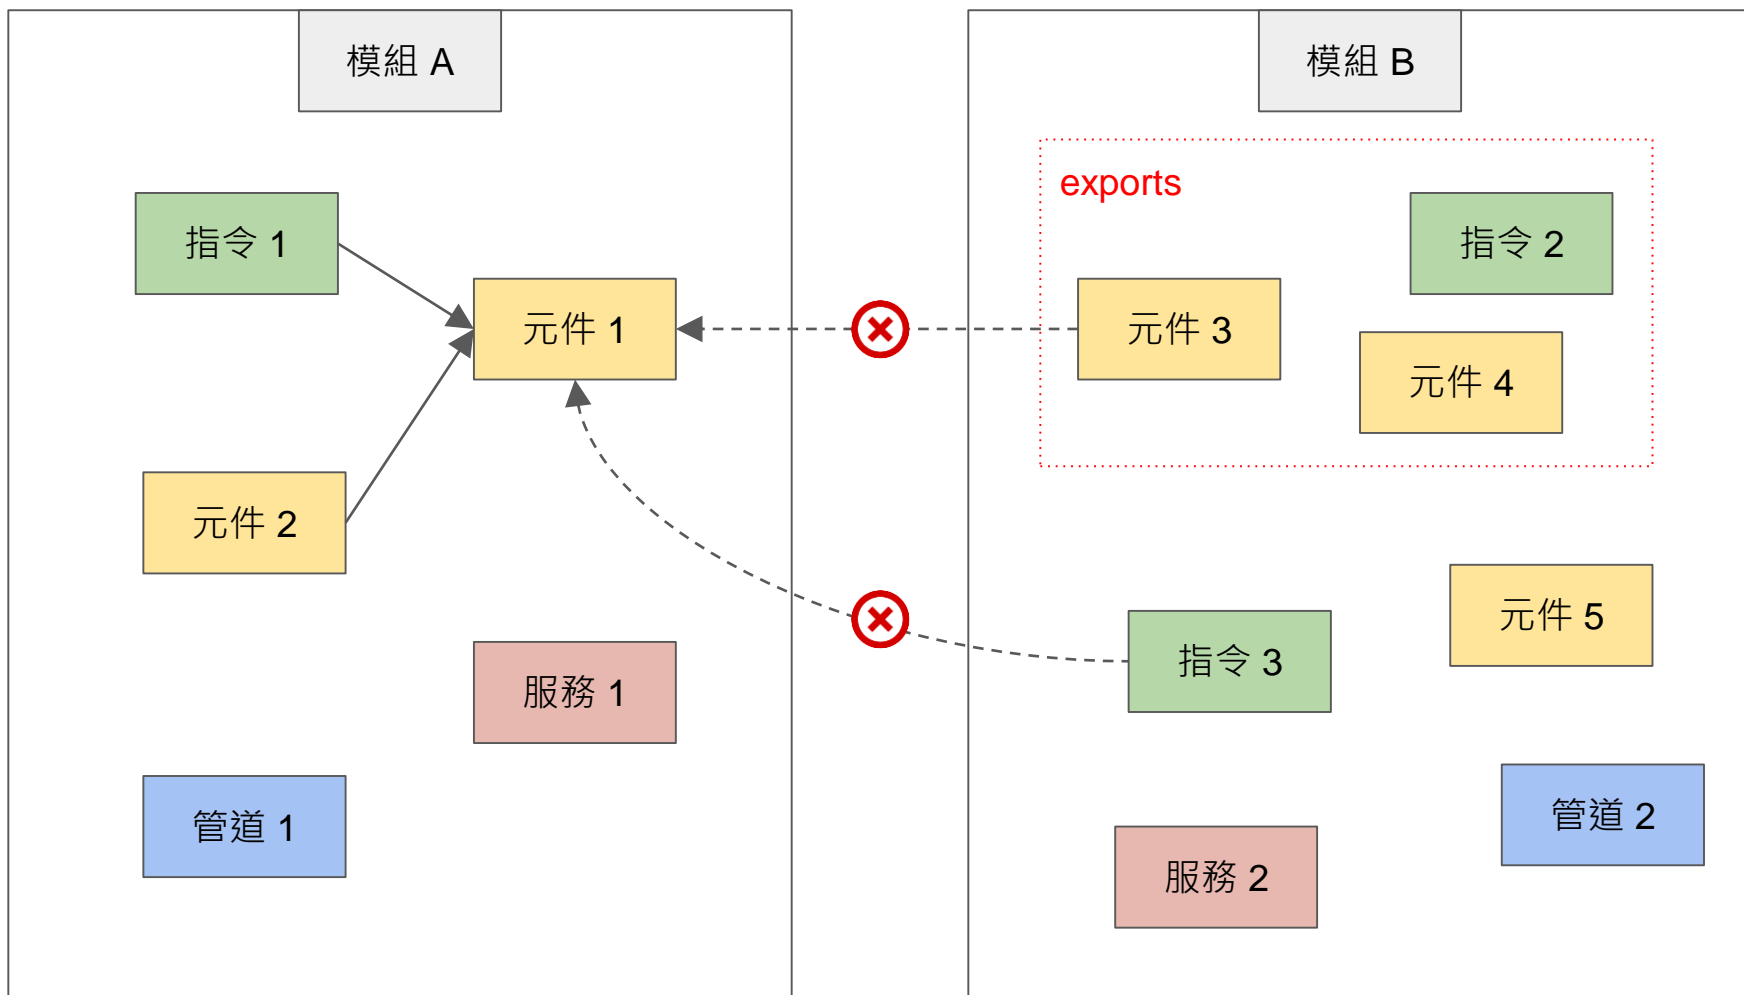 模組 A
指令 1
元件 1
元件 2
服務 1
管道 1
模組 B
exports
指令 2
元件 3
元件 4
元件 5
指令 3
管道 2
服務 2